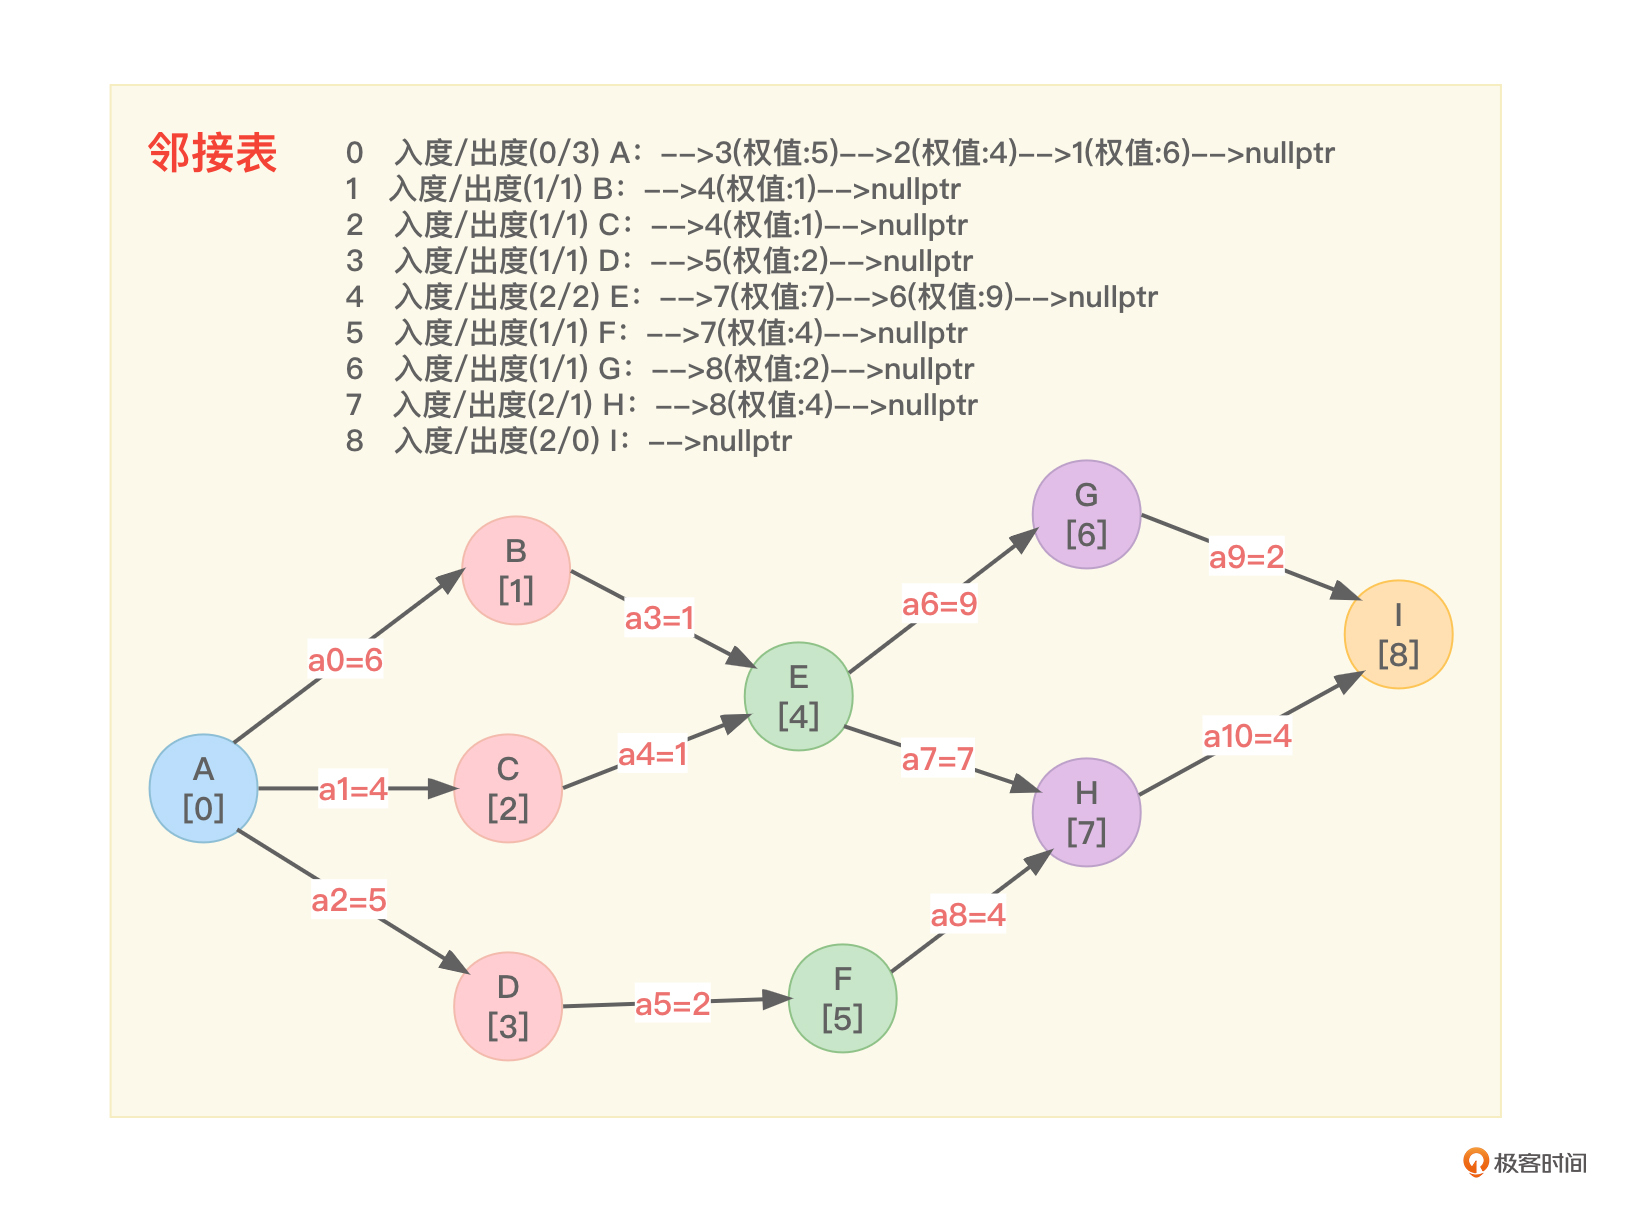 邻接表
0 入度/出度(0/3) A：-->3(权值:5)-->2(权值:4)-->1(权值:6)-->nullptr
1 入度/出度(1/1) B：-->4(权值:1)-->nullptr
2 入度/出度(1/1) C：-->4(权值:1)-->nullptr
3 入度/出度(1/1) D：-->5(权值:2)-->nullptr
4 入度/出度(2/2) E：-->7(权值:7)-->6(权值:9)-->nullptr
5 入度/出度(1/1) F：-->7(权值:4)-->nullptr
6 入度/出度(1/1) G：-->8(权值:2)-->nullptr
7 入度/出度(2/1) H：-->8(权值:4)-->nullptr
8 入度/出度(2/0) I：-->nullptr
G
[6]
B
[1]
a9=2
a6=9
a3=1
I
[8]
a0=6
E
[4]
a10=4
a4=1
a7=7
A
[0]
a1=4
C
[2]
H
[7]
a2=5
a8=4
D
[3]
a5=2
F
[5]
极客时间